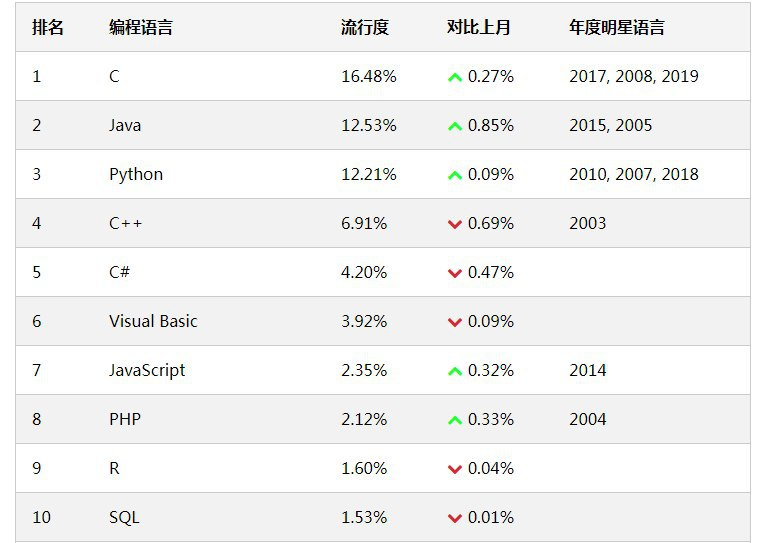 排名 编程语言 流行度 对比上月 年度明星语言
1 C 16.48% 0.27% 2017, 2008, 2019
2 Java 12.53% 0.85% 2015, 2005
3 Python 12.21% 0.09% 2010, 2007, 2018
4 C++ 6.91% 0.69% 2003
5 C# 4.20% 0.47%
6 Visual Basic 3.92% 0.09%
7 JavaScript 2.35% 0.32% 2014
8 PHP 2.12% 0.33% 2004
9 R 1.60% 0.04%
10 SQL 1.53% 0.01%